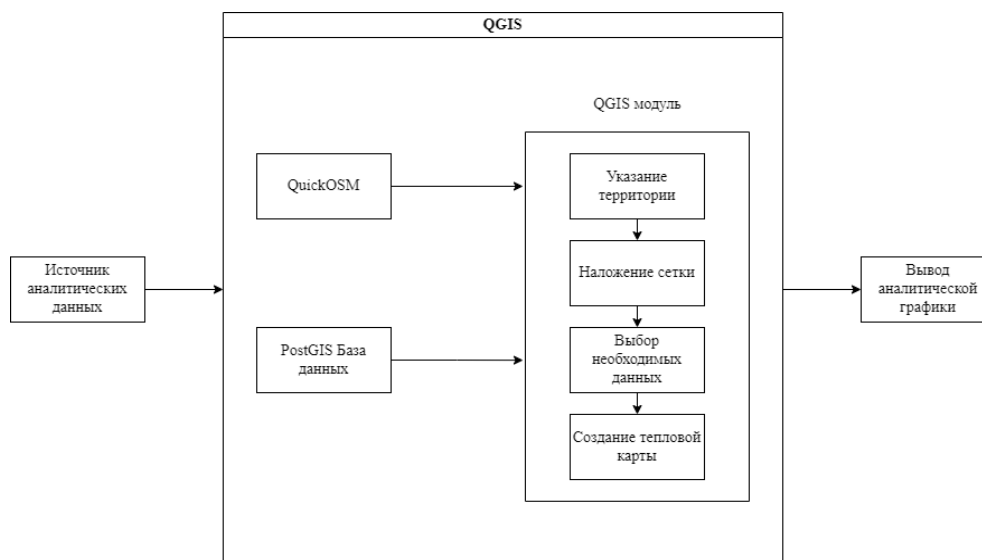 QGIS
QGIS модуль
QuickOSM
Указание
территории
Наложение сетки
Источник
аналитических
данных
Вывод
аналитической
графики
PostGIS База
данных
Выбор
необходимых
данных
Создание тепловой
карты